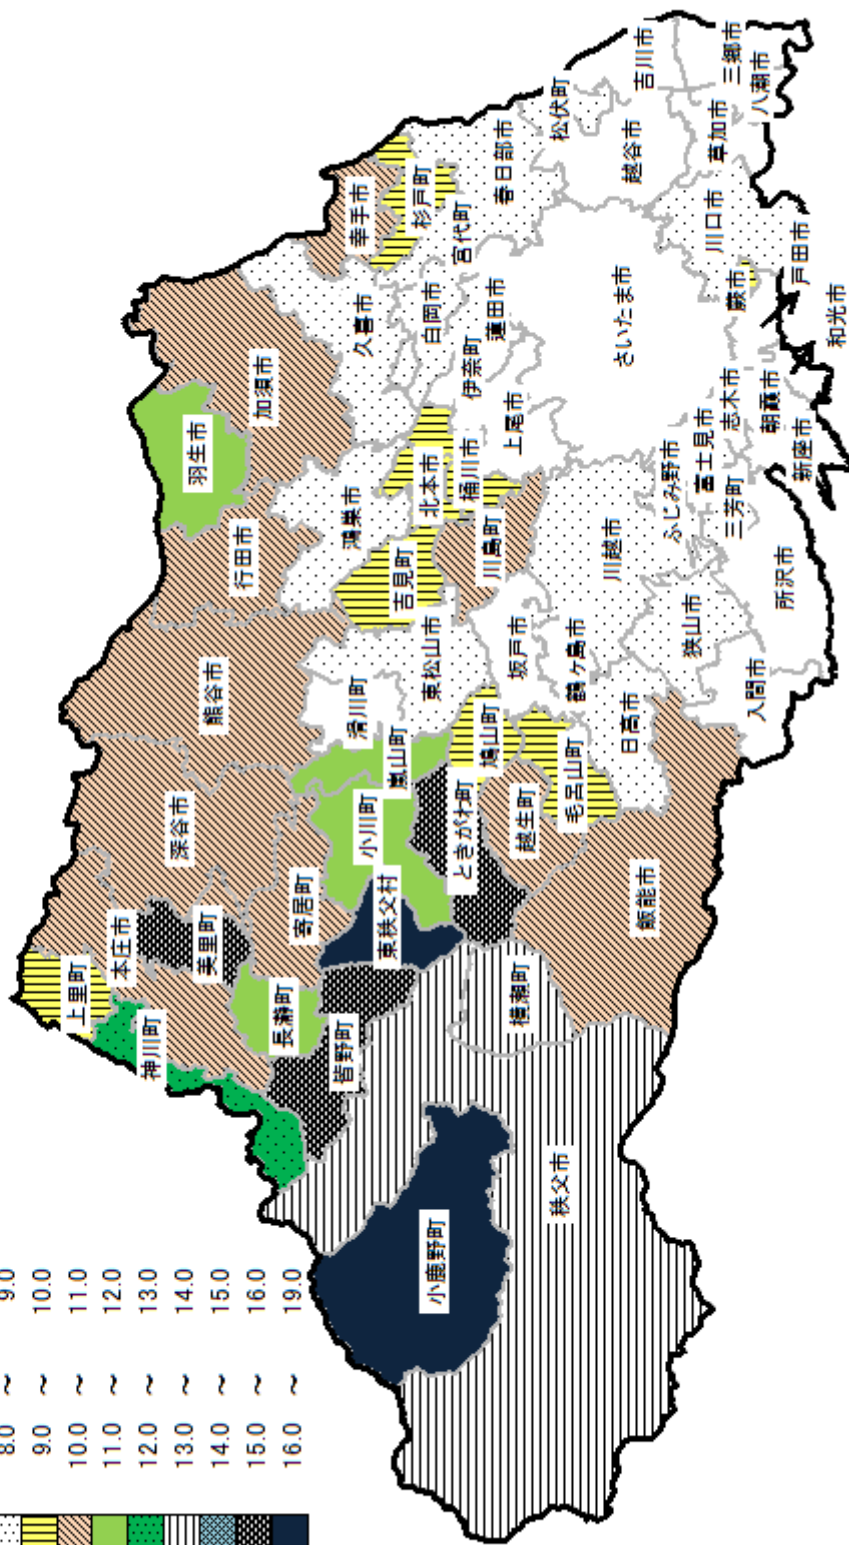 8.0 ～ 9.0
9.0 ～ 10.0
10.0 ～ 11.0
11.0 ～ 12.0
12.0 ～ 13.0
13.0 ～ 14.0
14.0 ～ 15.0
15.0 ～ 16.0
16.0 ～ 19.0
上里町
本庄市
神川町
美里町
深谷市
熊谷市
行田市
羽生市
加須市
幸手市
杉戸町
久喜市
宮代町
白岡市
春日部市
松伏町
蓮田市
伊奈町
鴻巣市
北本市
桶川市
上尾市
吉見町
川島町
東松山市
滑川町
嵐山町
小川町
寄居町
長瀞町
皆野町
東秩父村
ときがわ町
鳩山町
越生町
毛呂山町
坂戸市
鶴ヶ島市
川越市
日高市
飯能市
狭山市
入間市
所沢市
横瀬町
秩父市
小鹿野町
さいたま市
越谷市
吉川市
三郷市
八潮市
草加市
川口市
蕨市
戸田市
和光市
朝霞市
志木市
新座市
富士見市
ふじみ野市
三芳町